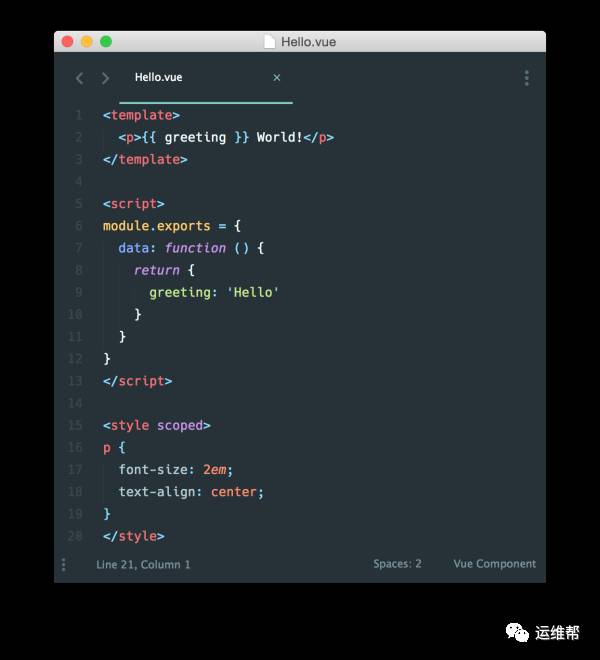 Hello.vue
Hello.vue ×
1 <template>
2   <p>{{ greeting }} World!</p>
3 </template>
4
5 <script>
6 module.exports = {
7   data: function () {
8     return {
9       greeting: 'Hello'
10     }
11   }
12 }
13 </script>
14
15 <style scoped>
16 p {
17   font-size: 2em;
18   text-align: center;
19 }
20 </style>
Line 21, Column 1 Spaces: 2 Vue Component
运维帮